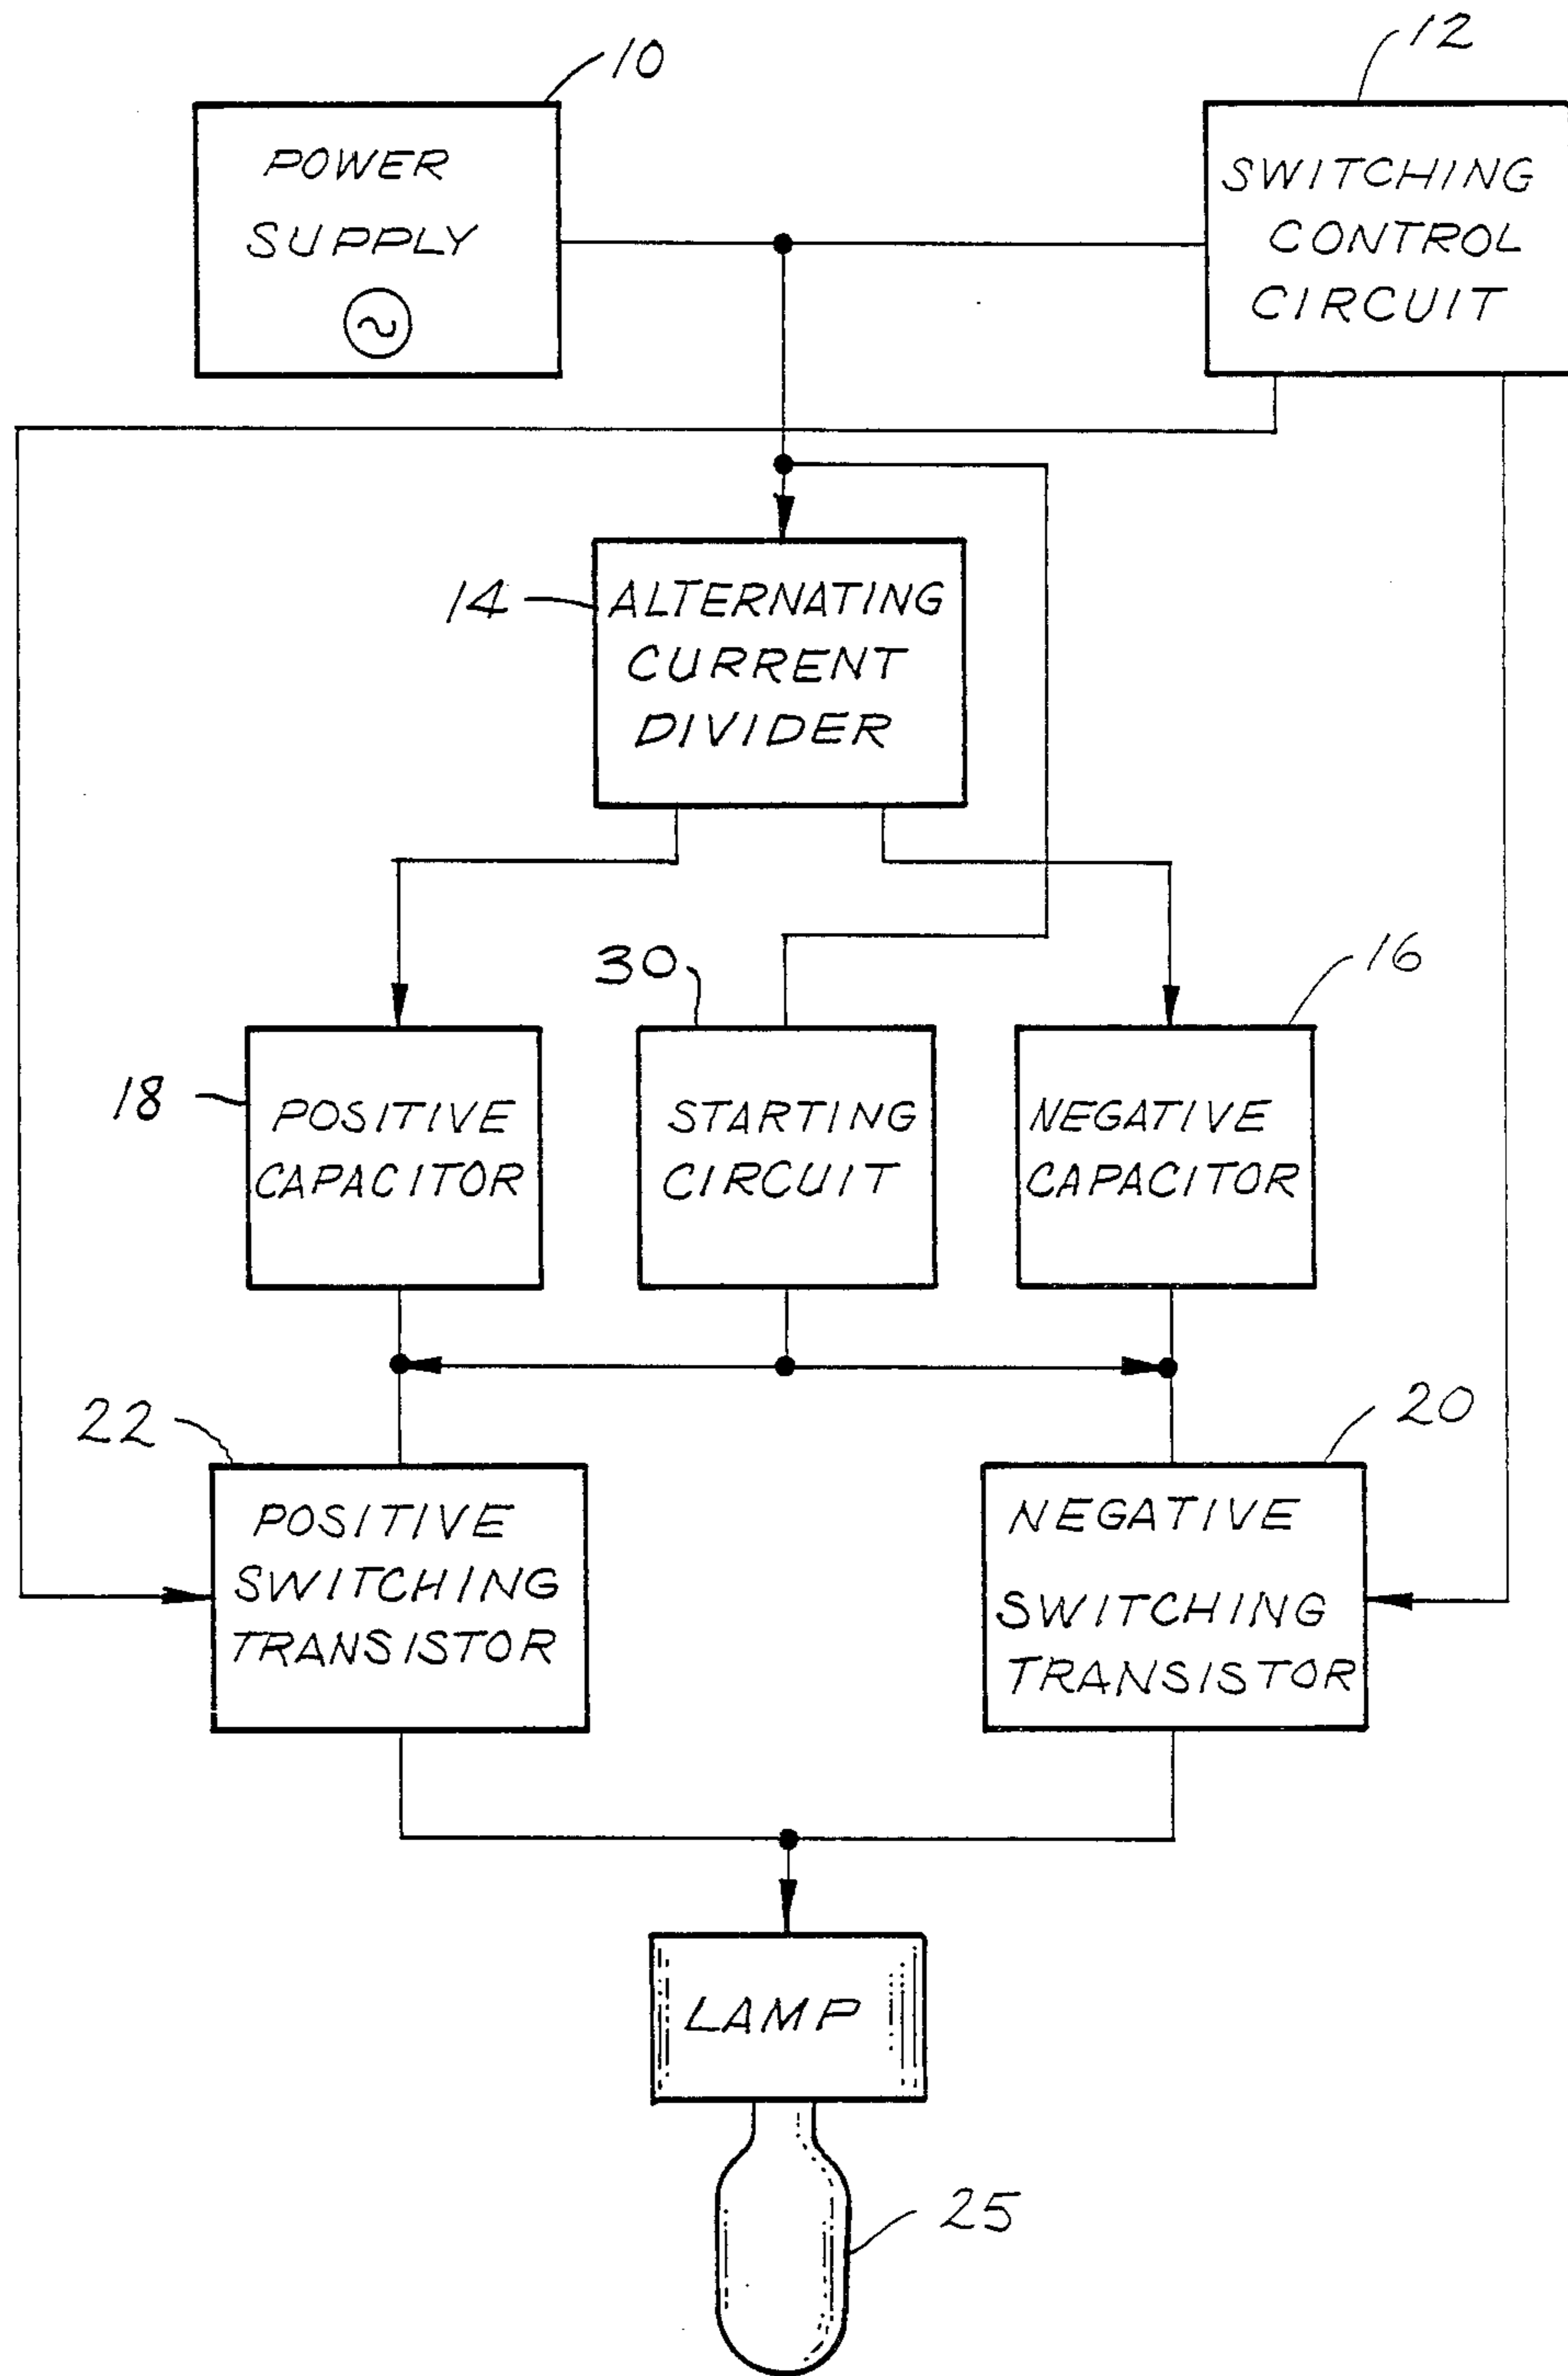 10
12
POWER
SUPPLY
~
SWITCHING
CONTROL
CIRCUIT
14
ALTERNATING
CURRENT
DIVIDER
30
16
18
POSITIVE
CAPACITOR
STARTING
CIRCUIT
NEGATIVE
CAPACITOR
22
20
POSITIVE
SWITCHING
TRANSISTOR
NEGATIVE
SWITCHING
TRANSISTOR
LAMP
25